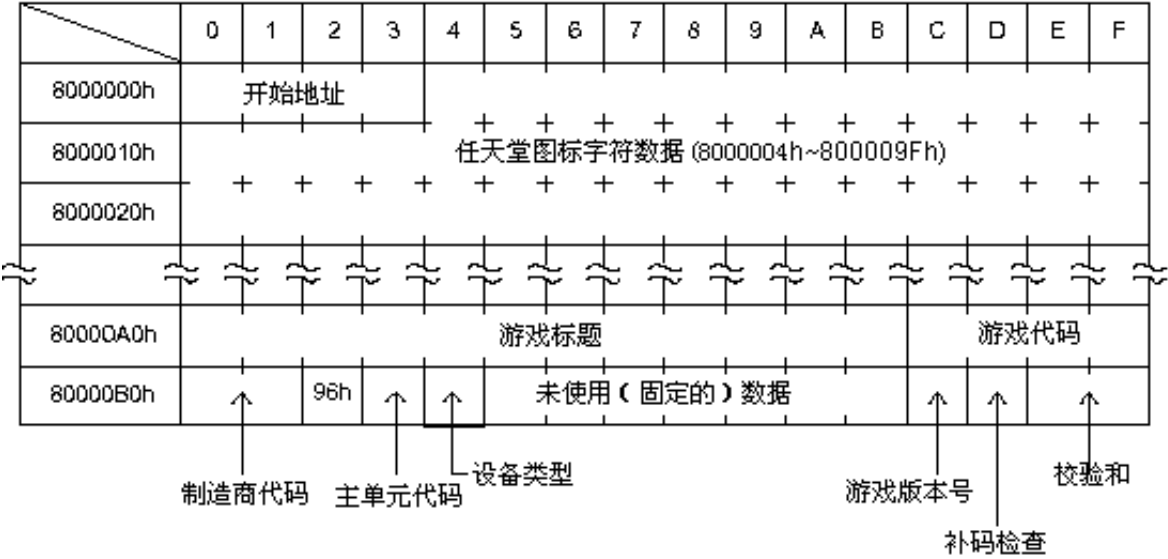 0 1 2 3 4 5 6 7 8 9 A B C D E F
8000000h 开始地址
8000010h 任天堂图标字符数据 (8000004h~800009Fh)
8000020h
80000A0h 游戏标题 游戏代码
80000B0h 96h 未使用 ( 固定的 ) 数据
制造商代码 主单元代码 设备类型 游戏版本号 校验和
补码检查